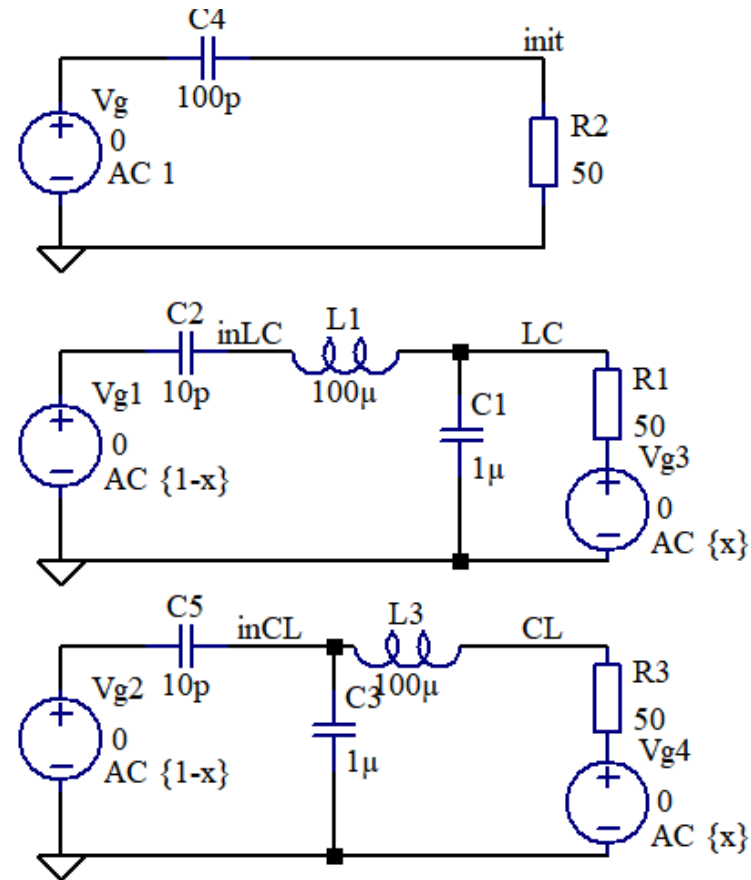 C4
init
100p
Vg
0
AC 1
R2
50
C2
inLC
L1
LC
Vg1
10p
100µ
R1
50
C1
0
AC {1-x}
1µ
Vg3
0
AC {x}
C5
inCL
L3
CL
Vg2
10p
C3
100µ
R3
50
0
AC {1-x}
1µ
Vg4
0
AC {x}